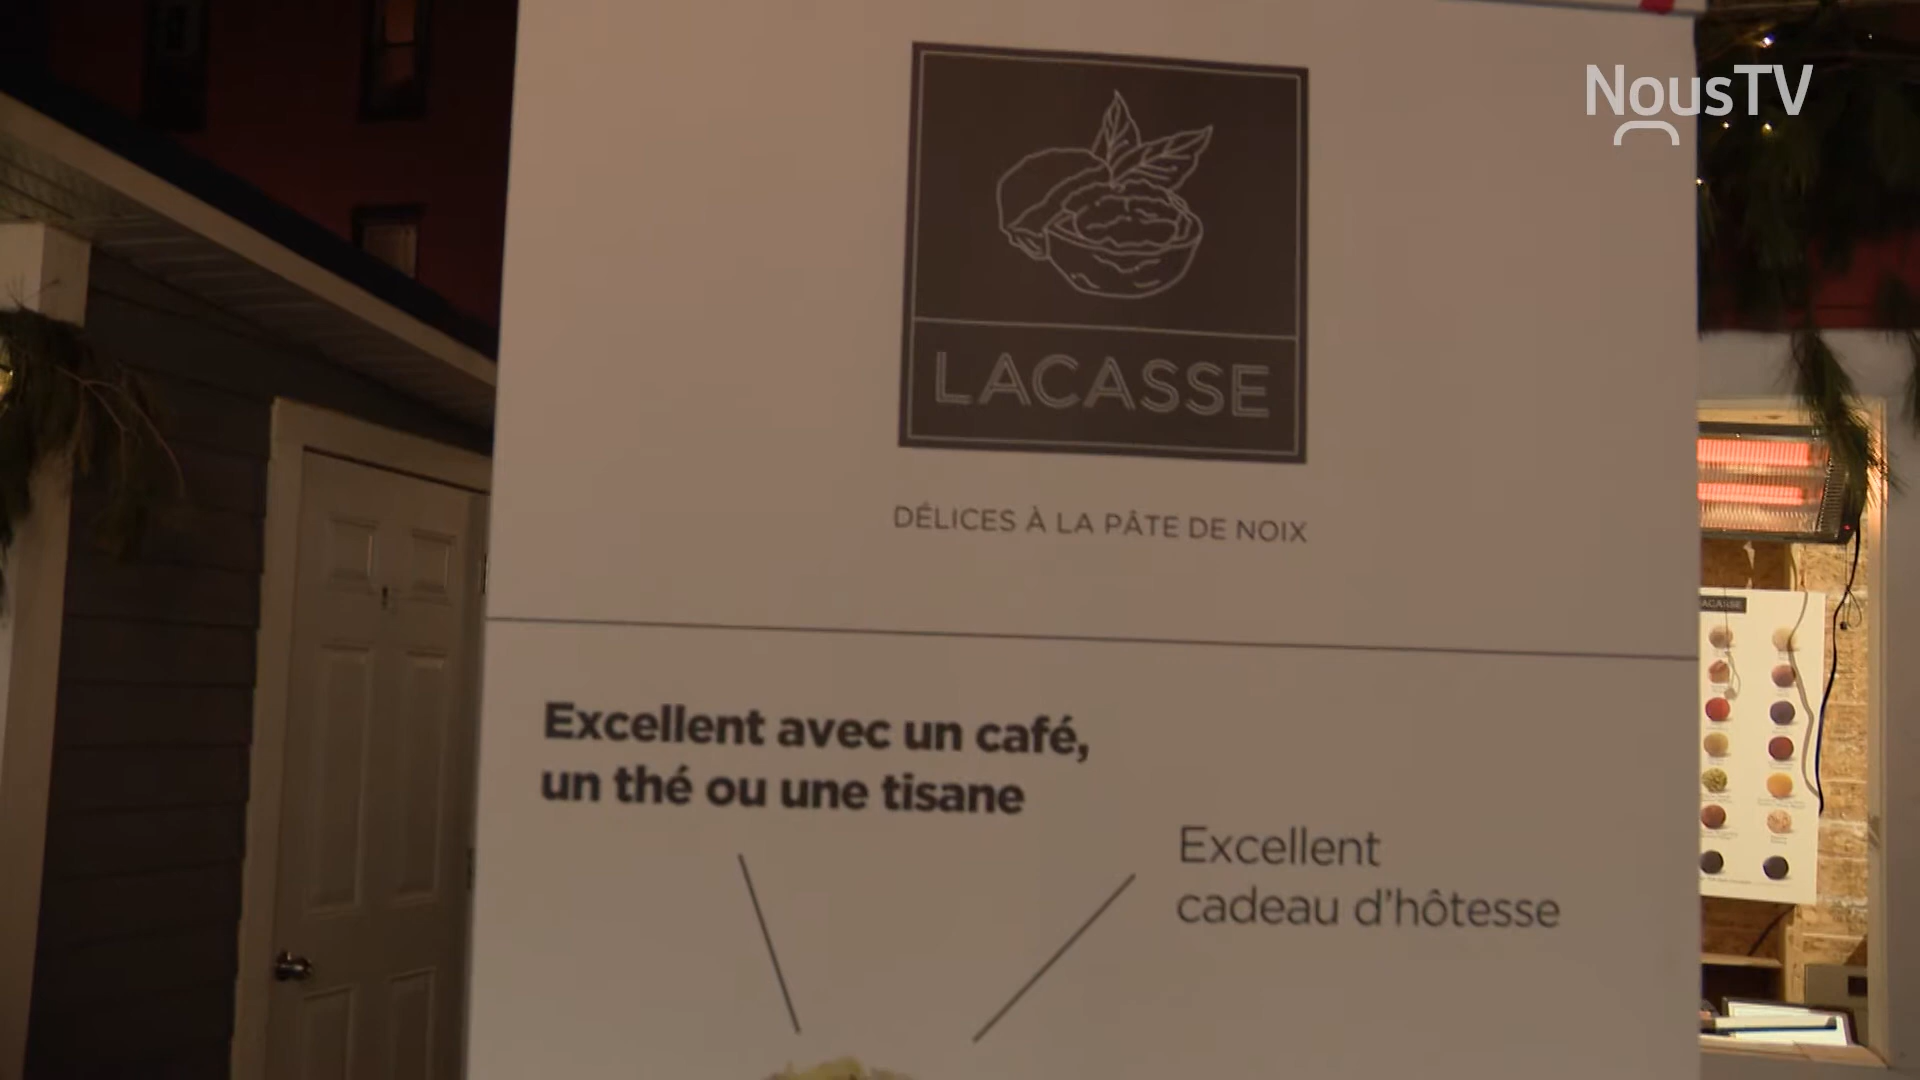 NousTV
LACASSE
DÉLICES À LA PÂTE DE NOIX
Excellent avec un café,
un thé ou une tisane
Excellent
cadeau d'hôtesse
LACASSE